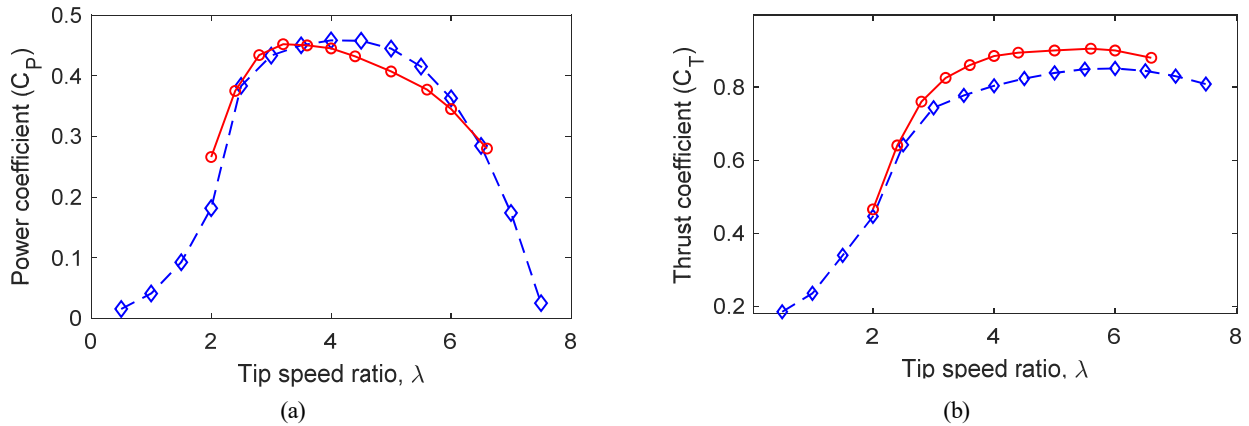 0.5
0.4
0.3
0.2
0.1
0
Power coefficient (C_P)
0 2 4 6 8
Tip speed ratio, λ
(a)
0.8
0.6
0.4
0.2
Thrust coefficient (C_T)
2 4 6 8
Tip speed ratio, λ
(b)